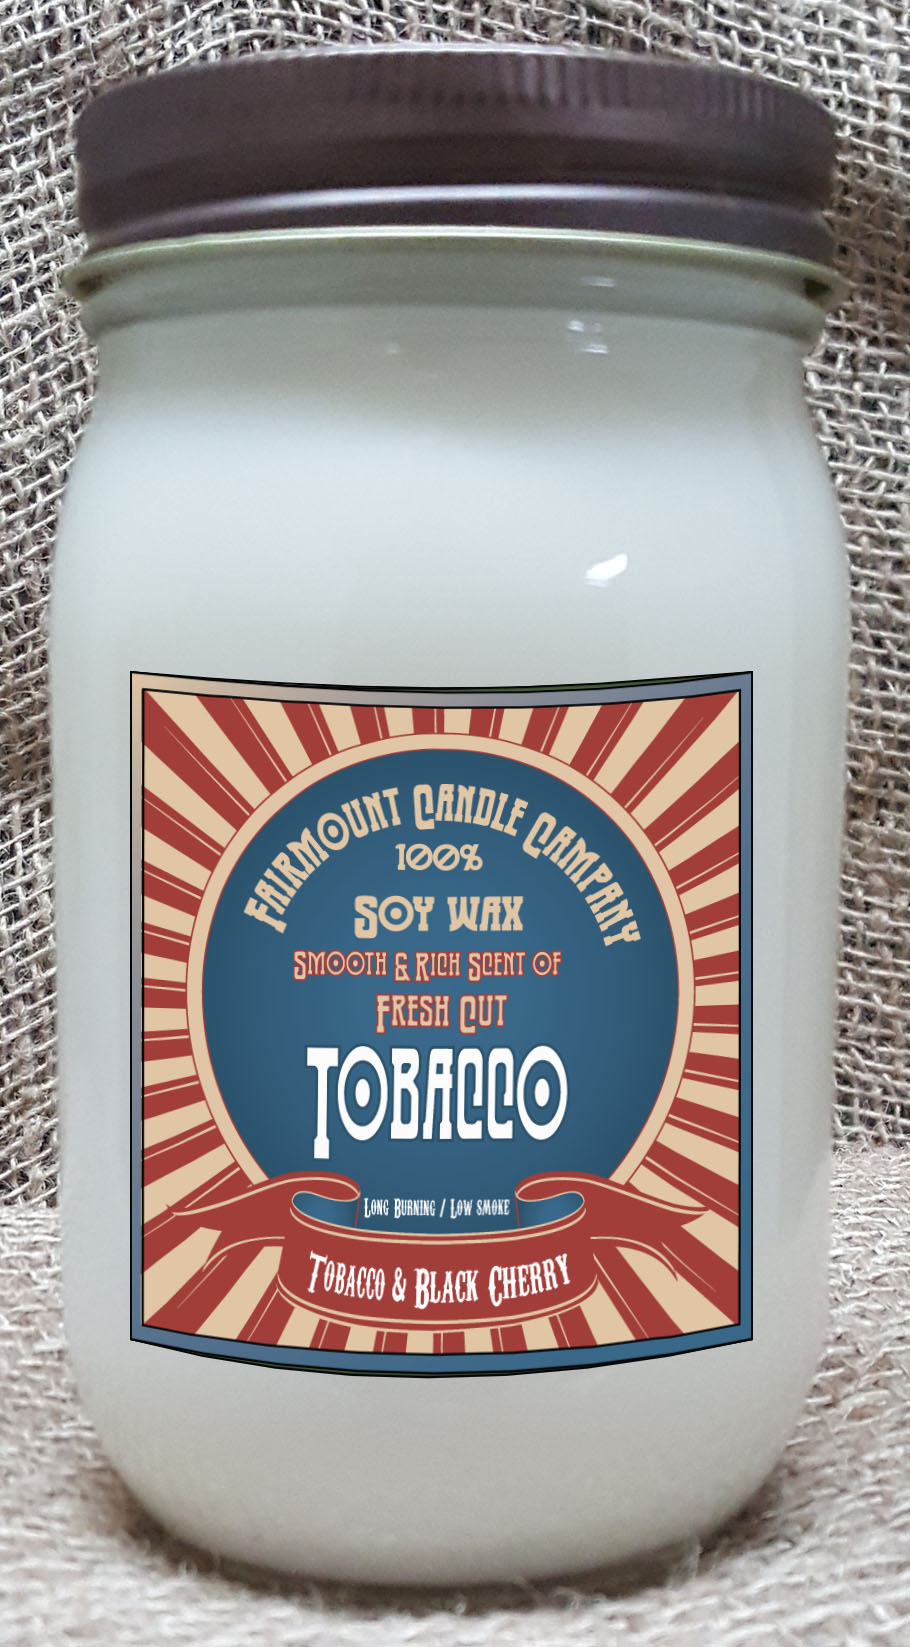 Fairmount Candle Campany
100%
Soy wax
Smooth & Rich Scent of
Fresh Cut
Tobacco
Long Burning / Low smoke
Tobacco & Black Cherry